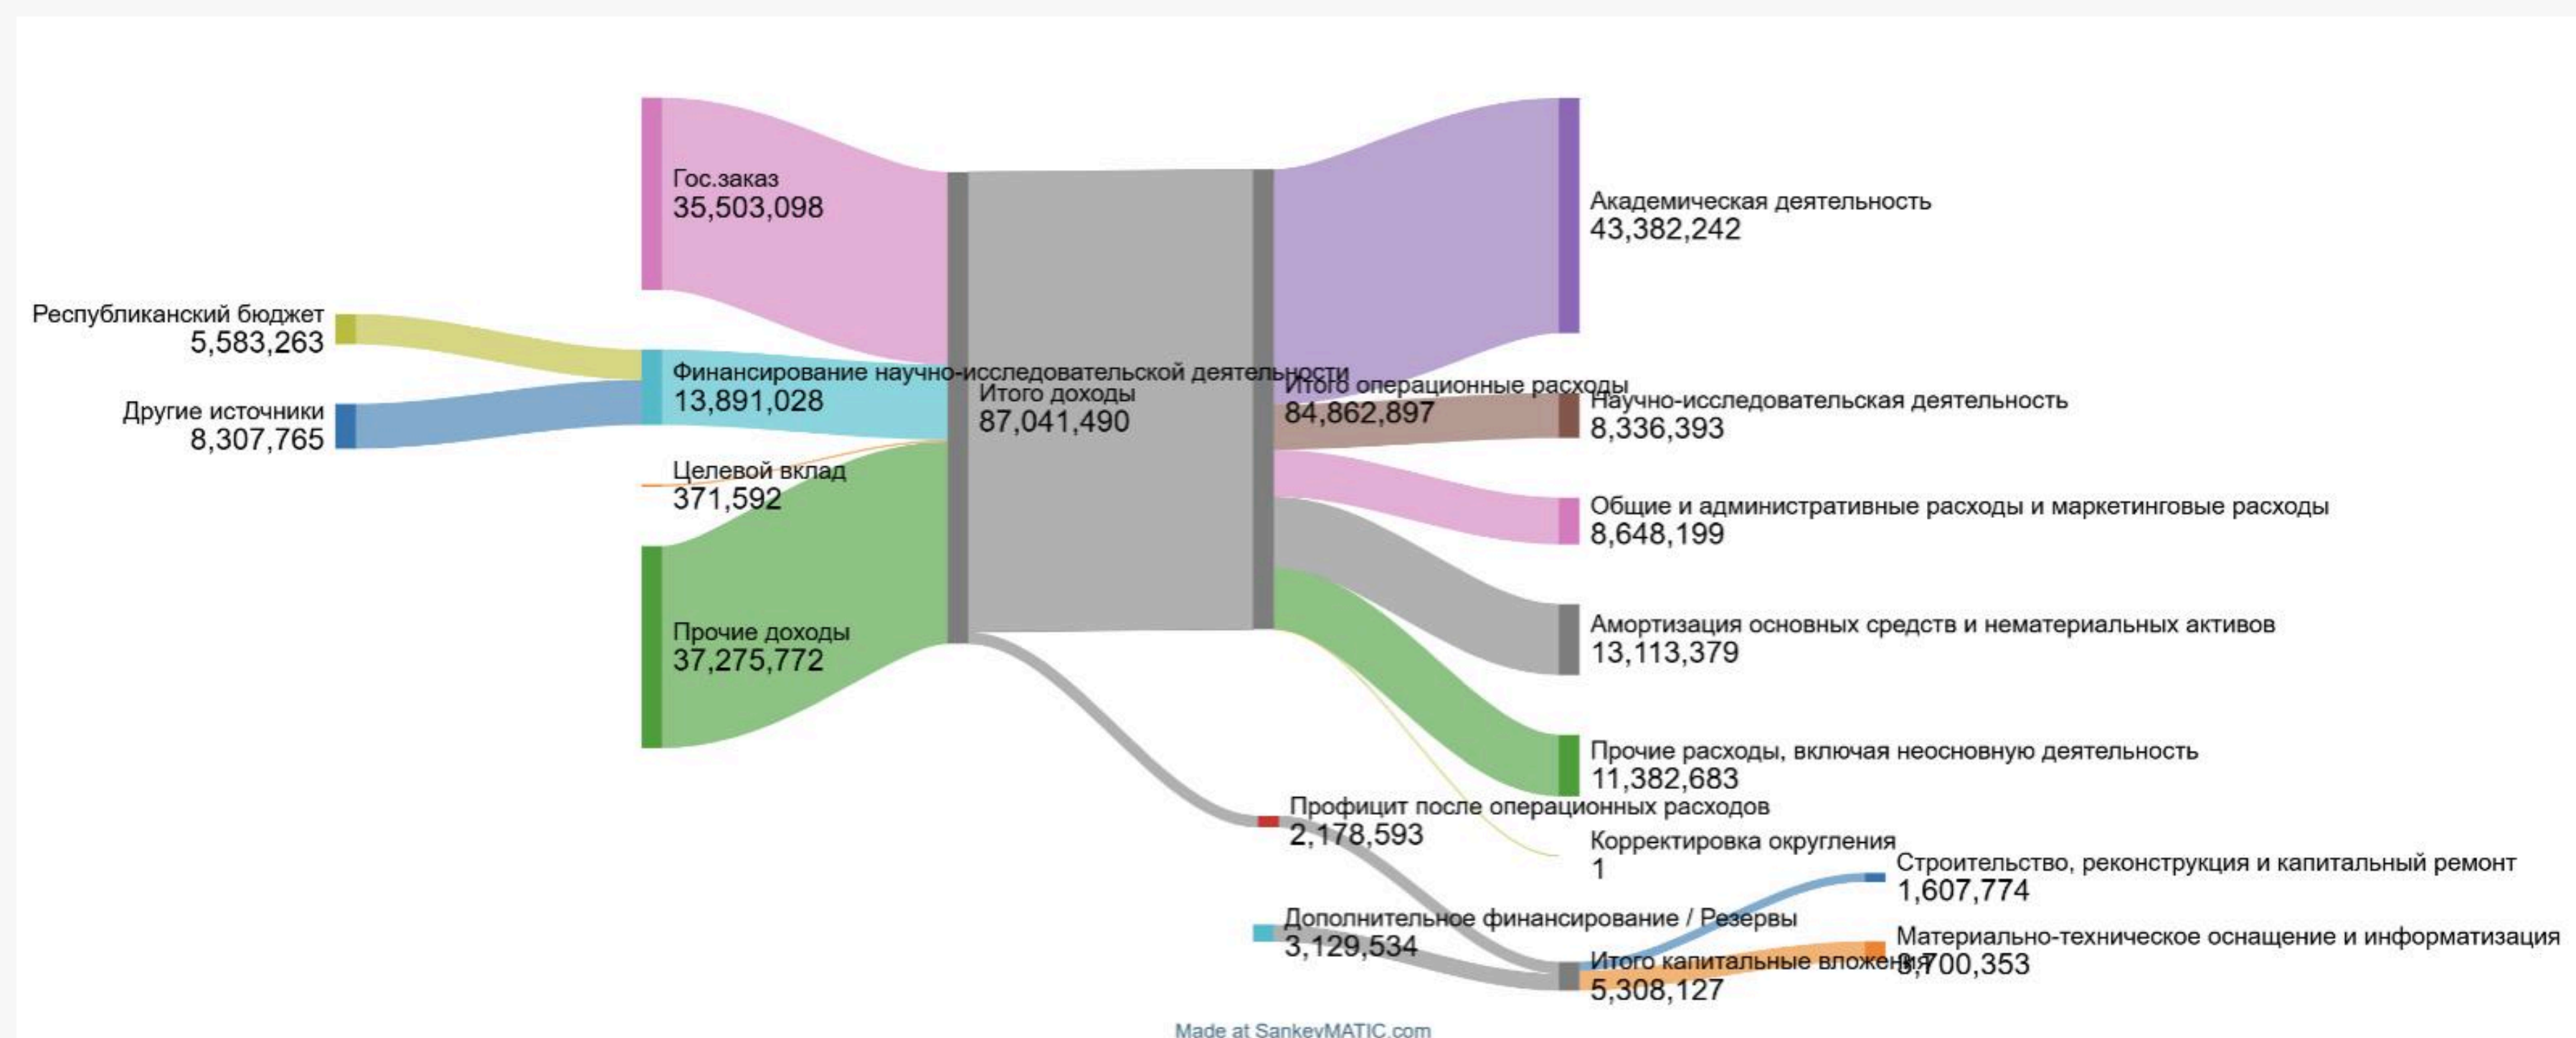 Гос.заказ
35,503,098
Республиканский бюджет
5,583,263
Другие источники
8,307,765
Финансирование научно-исследовательской деятельности
13,891,028
Целевой вклад
371,592
Прочие доходы
37,275,772
Итого доходы
87,041,490
Итого операционные расходы
84,862,897
Академическая деятельность
43,382,242
Научно-исследовательская деятельность
8,336,393
Общие и административные расходы и маркетинговые расходы
8,648,199
Амортизация основных средств и нематериальных активов
13,113,379
Прочие расходы, включая неосновную деятельность
11,382,683
Профицит после операционных расходов
2,178,593
Корректировка округления
1
Дополнительное финансирование / Резервы
3,129,534
Итого капитальные вложения
5,308,127
Строительство, реконструкция и капитальный ремонт
1,607,774
Материально-техническое оснащение и информатизация
3,700,353
Made at SankeyMATIC.com